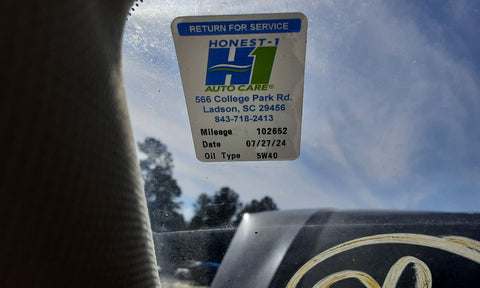 RETURN FOR SERVICE
HONEST-1
H1
AUTO CARE®
566 College Park Rd.
Ladson, SC 29456
843-718-2413
Mileage 102652
Date 07/27/24
Oil Type 5W40